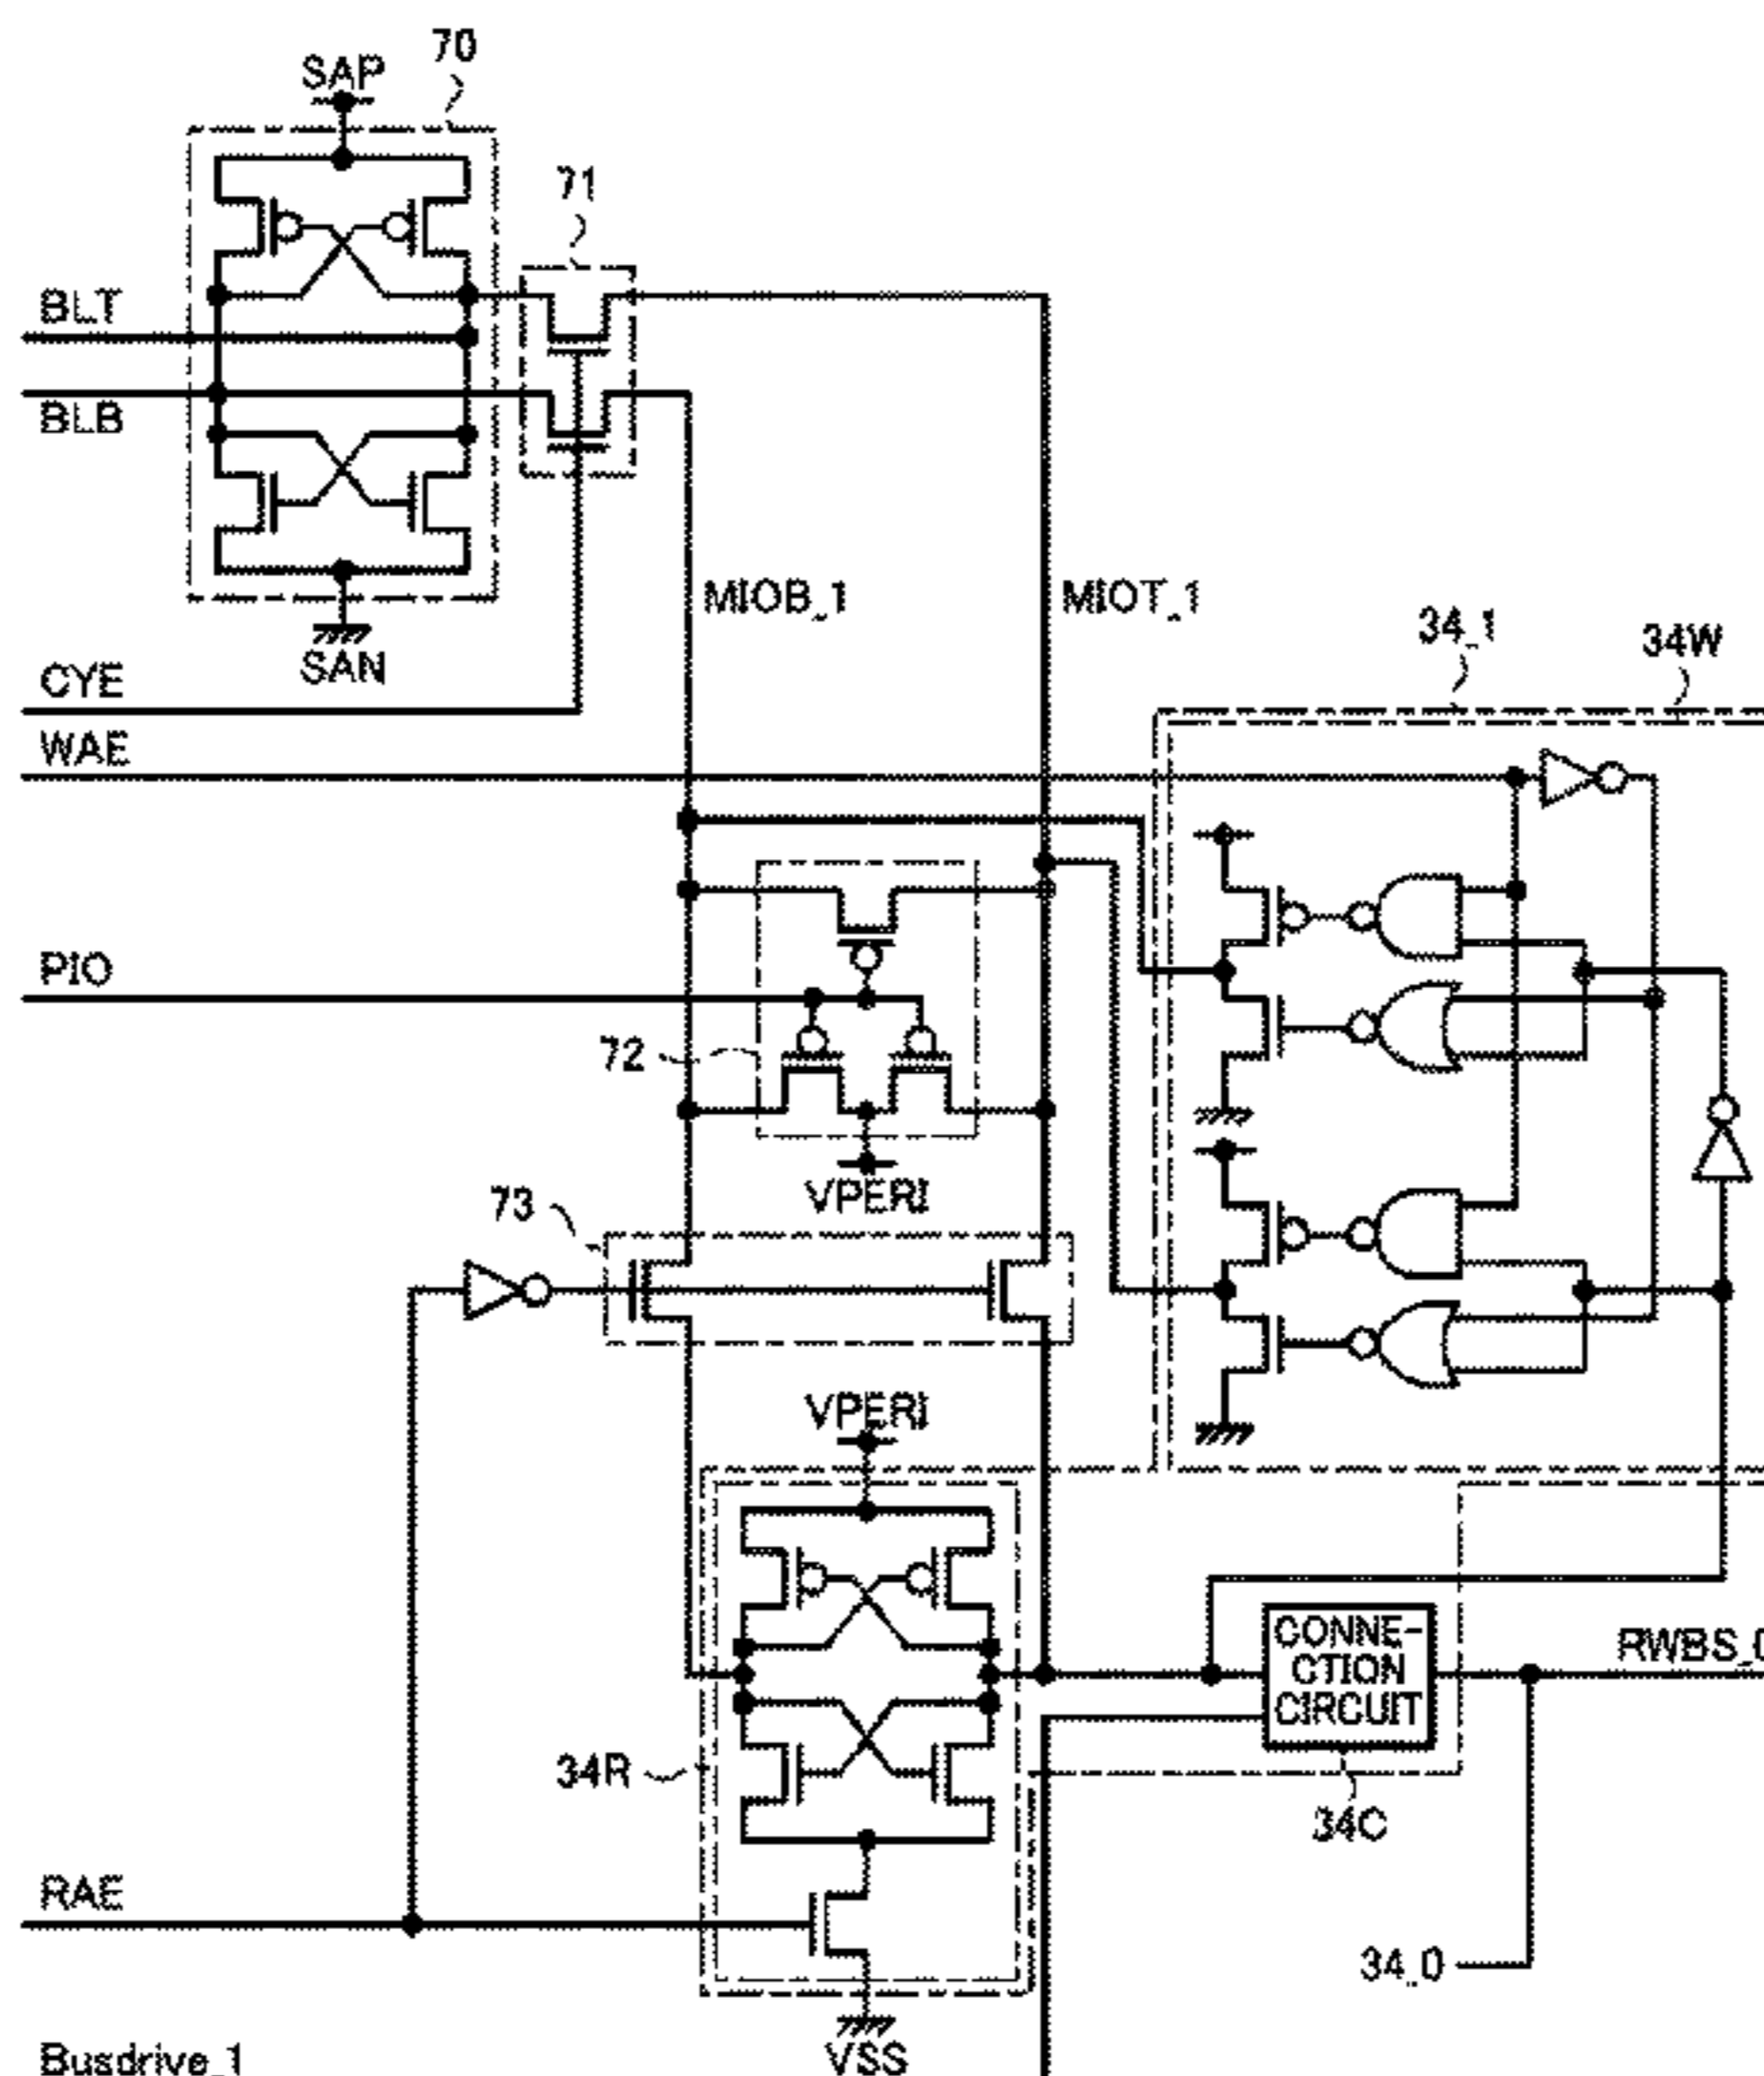 70
SAP
71
BLT
BLB
MIOB_1
MIOT_1
34_1
34W
SAN
CYE
WAE
PIO
72
VPERI
73
VPERI
CONNE-
CTION
CIRCUIT
RWBS_0
34R
34C
RAE
34_0
VSS
Busdrive_1